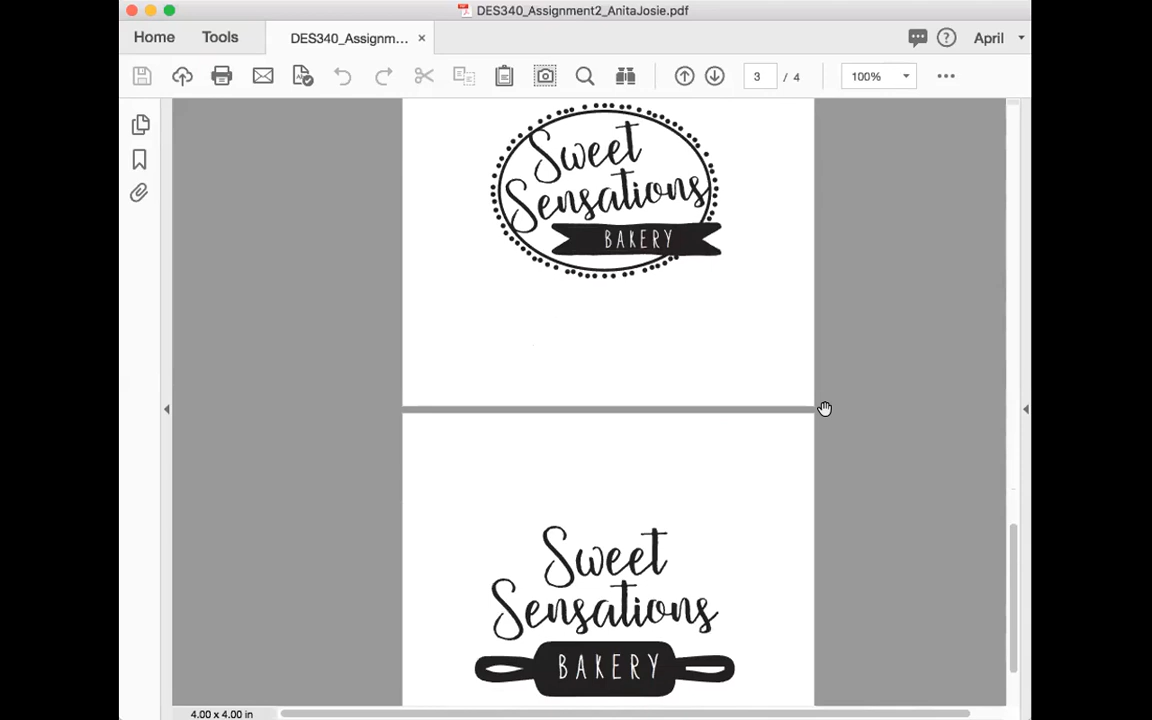 DES340_Assignment2_AnitaJosie.pdf
Home Tools DES340_Assignm... × April
3 / 4 100%
Sweet
Sensations
BAKERY
Sweet
Sensations
BAKERY
4.00 x 4.00 in